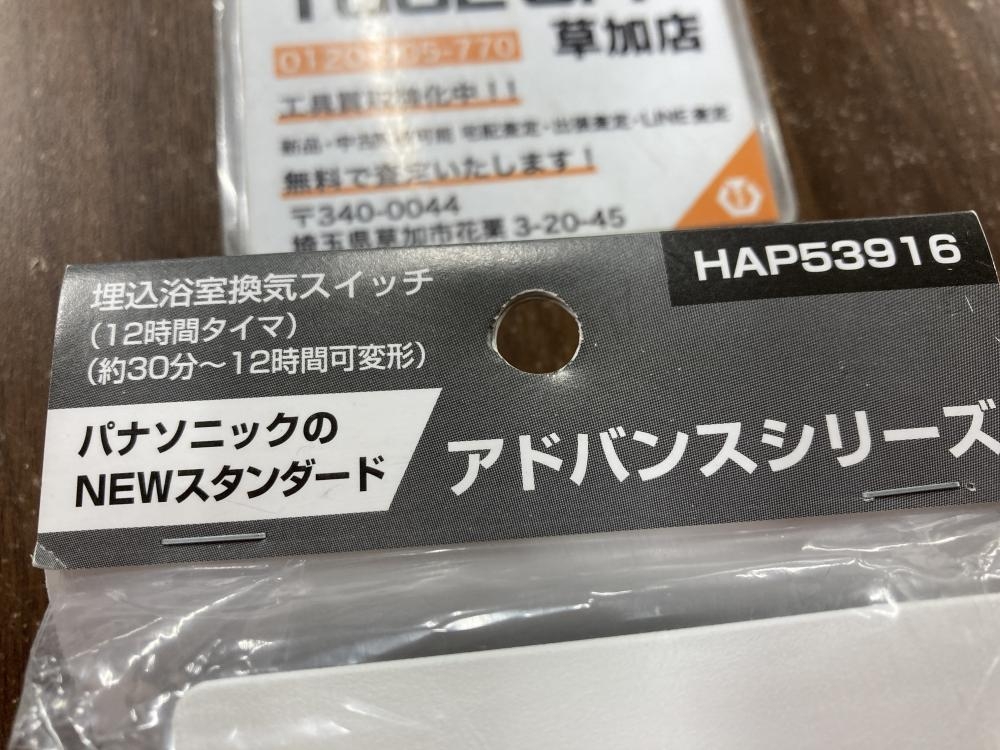 草加店
工具買取強化中!!
無料で査定いたします!
〒340-0044
埼玉県草加市花栗 3-20-45
HAP53916
埋込浴室換気スイッチ
(12時間タイマ)
(約30分～12時間可変形)
パナソニックの
NEWスタンダード
アドバンスシリーズ